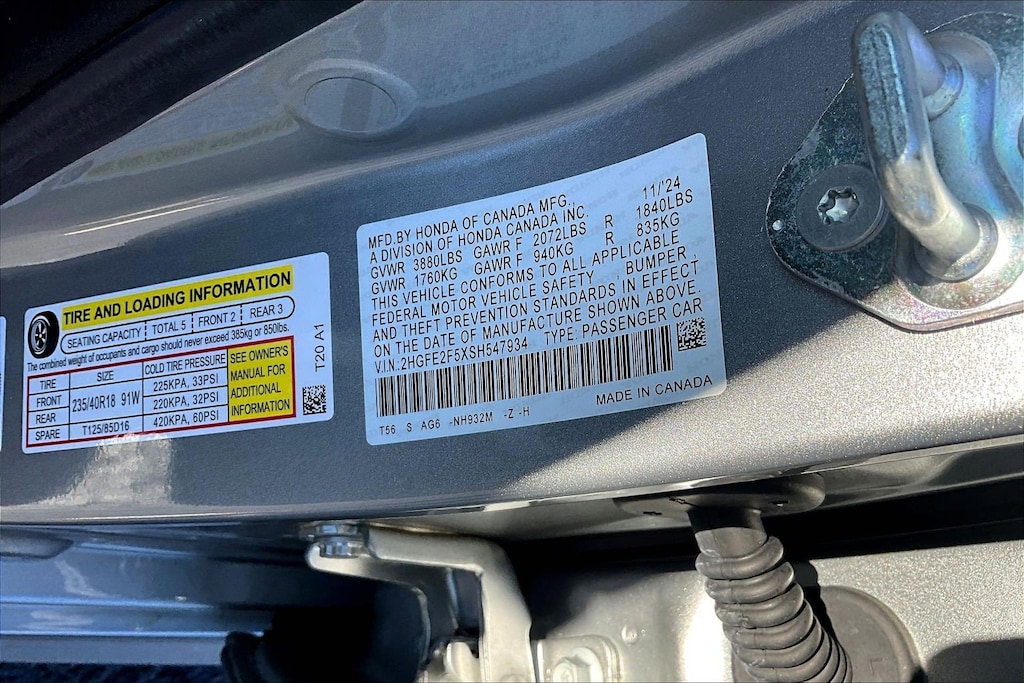 TIRE AND LOADING INFORMATION
SEATING CAPACITY TOTAL 5 FRONT 2 REAR 3
The combined weight of occupants and cargo should never exceed 385kg or 850lbs.
TIRE SIZE COLD TIRE PRESSURE
FRONT 235/40R18 91W 225KPA, 33PSI
REAR 220KPA, 32PSI
SPARE T125/85D16 420KPA, 60PSI
SEE OWNER'S
MANUAL FOR
ADDITIONAL
INFORMATION
T20 A1
MFD.BY HONDA OF CANADA MFG., 11/'24
A DIVISION OF HONDA CANADA INC.
GVWR 3880LBS GAWR F 2072LBS R 1840LBS
GVWR 1760KG GAWR F 940KG R 835KG
THIS VEHICLE CONFORMS TO ALL APPLICABLE
FEDERAL MOTOR VEHICLE SAFETY, BUMPER,
AND THEFT PREVENTION STANDARDS IN EFFECT
ON THE DATE OF MANUFACTURE SHOWN ABOVE.
V.I.N.:2HGFE2F5XSH547934 TYPE: PASSENGER CAR
MADE IN CANADA
T56 S AG6 -NH932M -Z -H